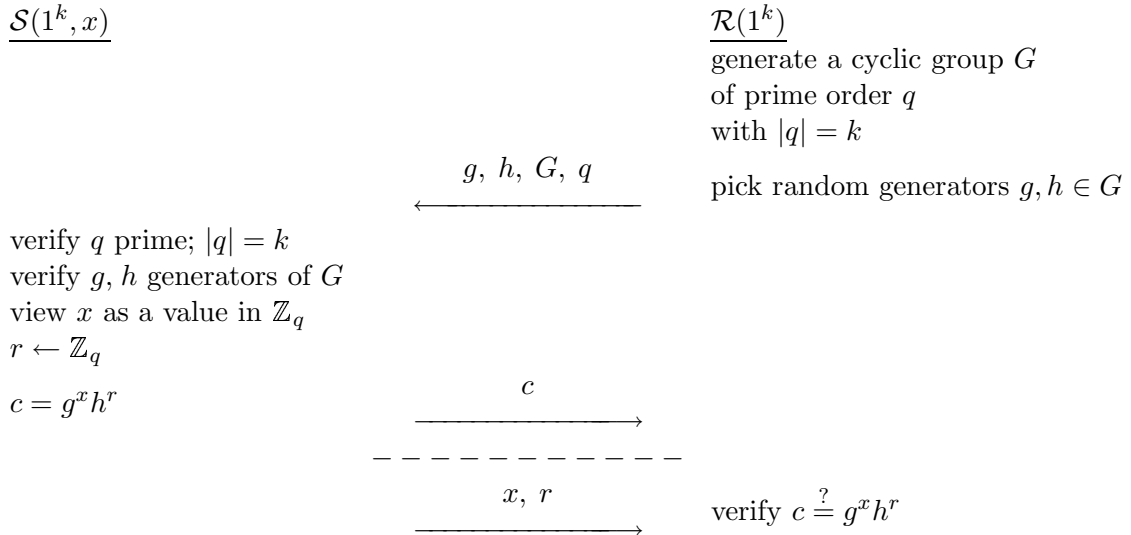 𝒮(1^k, x)
ℛ(1^k)
generate a cyclic group G
of prime order q
with |q| = k
g, h, G, q
pick random generators g, h ∈ G
verify q prime; |q| = k
verify g, h generators of G
view x as a value in ℤ_q
r ← ℤ_q
c = g^x h^r
c
x, r
verify c ≟ g^x h^r